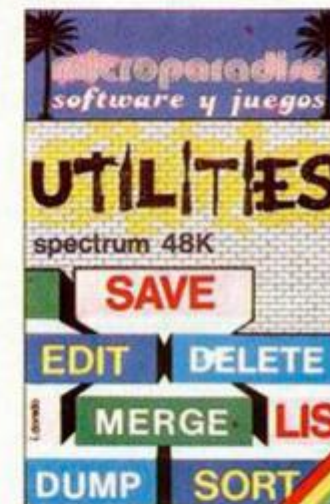 microparadise
software y juegos
UTILITIES
spectrum 48K
SAVE
EDIT DELETE
MERGE LIS
DUMP SORT